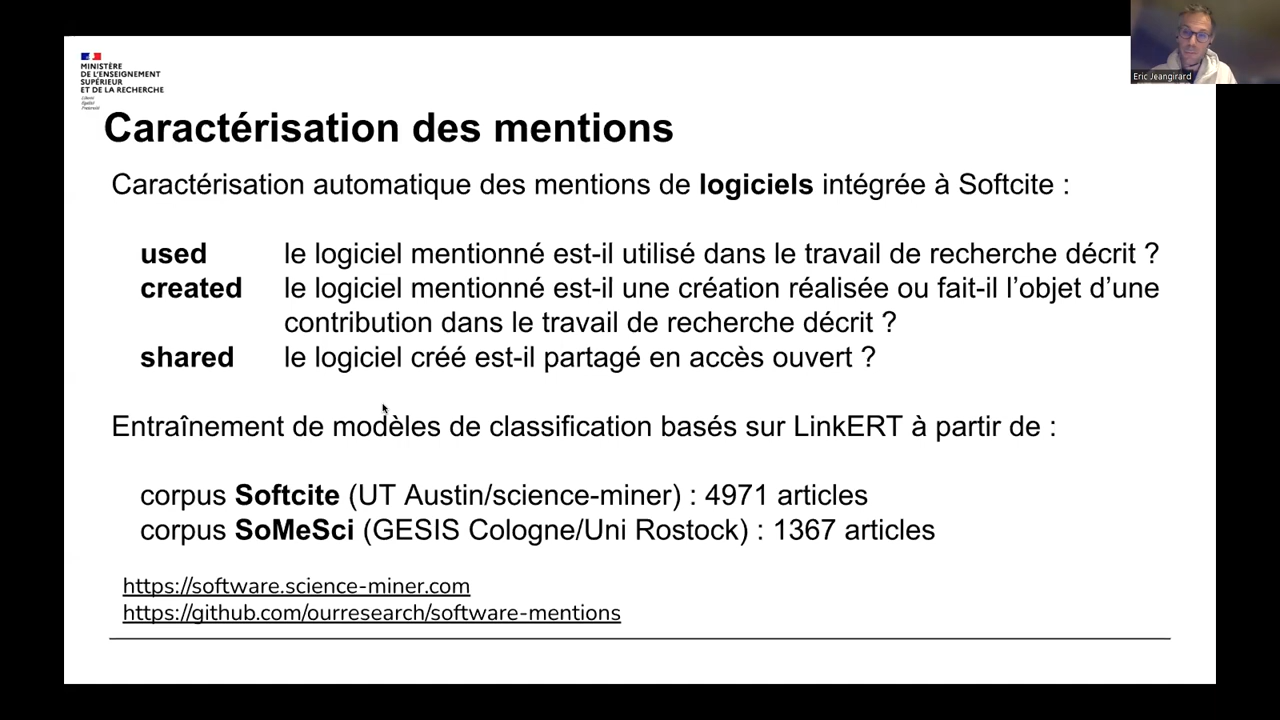 MINISTÈRE
DE L'ENSEIGNEMENT
SUPÉRIEUR
ET DE LA RECHERCHE
Liberté
Égalité
Fraternité
Eric Jeangirard
Caractérisation des mentions
Caractérisation automatique des mentions de logiciels intégrée à Softcite :
used le logiciel mentionné est-il utilisé dans le travail de recherche décrit ?
created le logiciel mentionné est-il une création réalisée ou fait-il l’objet d’une
contribution dans le travail de recherche décrit ?
shared le logiciel créé est-il partagé en accès ouvert ?
Entraînement de modèles de classification basés sur LinkERT à partir de :
corpus Softcite (UT Austin/science-miner) : 4971 articles
corpus SoMeSci (GESIS Cologne/Uni Rostock) : 1367 articles
https://software.science-miner.com
https://github.com/ourresearch/software-mentions